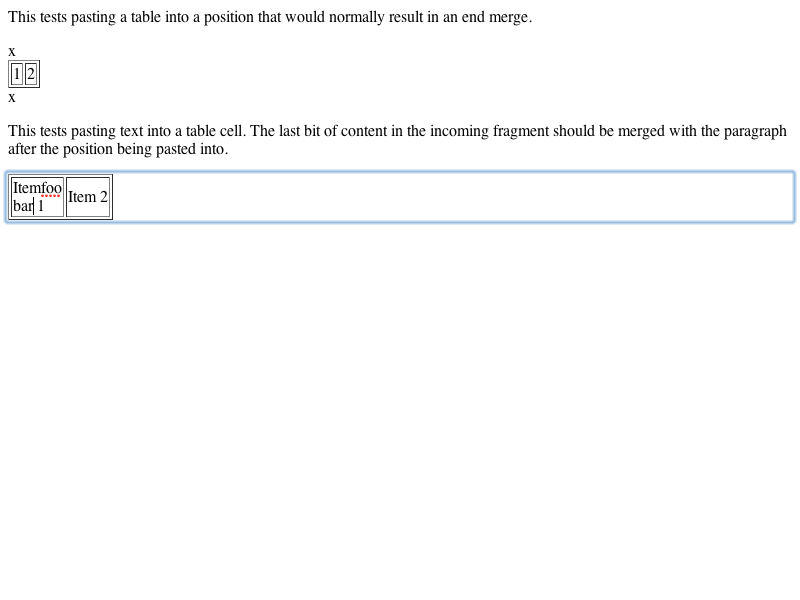 This tests pasting a table into a position that would normally result in an end merge.
x
1 2
x
This tests pasting text into a table cell. The last bit of content in the incoming fragment should be merged with the paragraph
after the position being pasted into.
Itemfoo
bar 1
Item 2